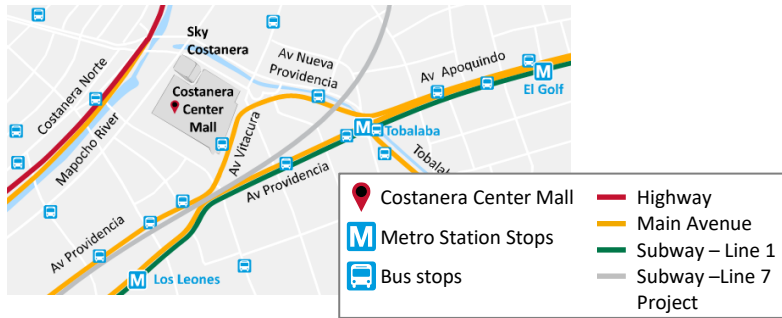 Sky
Costanera
Av Nueva
Providencia
Av Apoquindo
El Golf
Costanera Norte
Costanera
Center
Mall
Mapocho River
Av Vitacura
Tobalaba
Av Providencia
Av Providencia
Los Leones
Costanera Center Mall
M Metro Station Stops
Bus stops
Highway
Main Avenue
Subway – Line 1
Subway –Line 7
Project